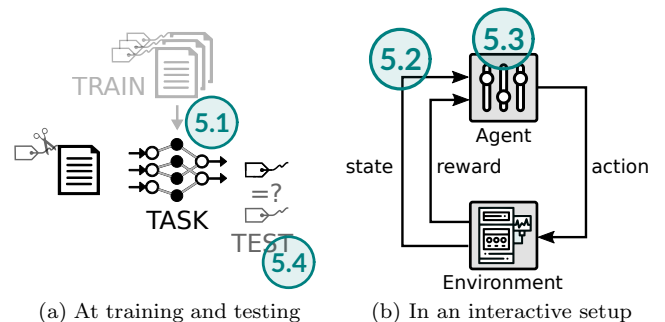 TRAIN
5.1
TASK
=?
TEST
5.4
(a) At training and testing
5.2
5.3
Agent
state
reward
action
Environment
(b) In an interactive setup